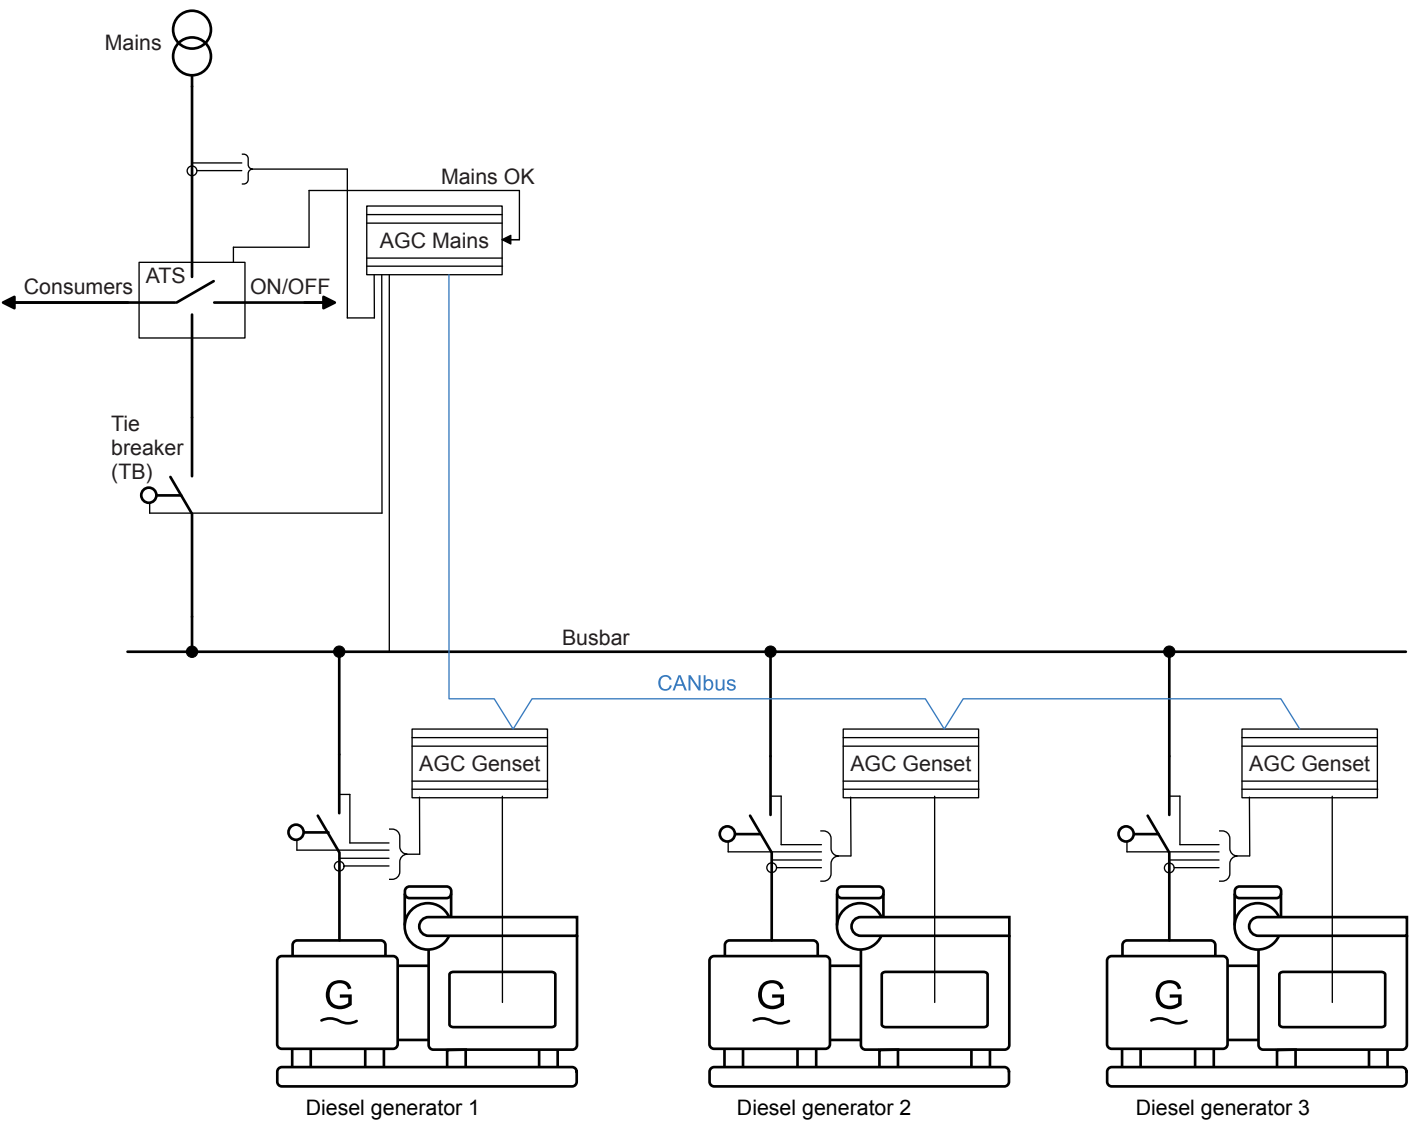 Mains
Mains OK
AGC Mains
ATS
Consumers
ON/OFF
Tie
breaker
(TB)
Busbar
CANbus
AGC Genset
AGC Genset
AGC Genset
G
G
G
Diesel generator 1
Diesel generator 2
Diesel generator 3